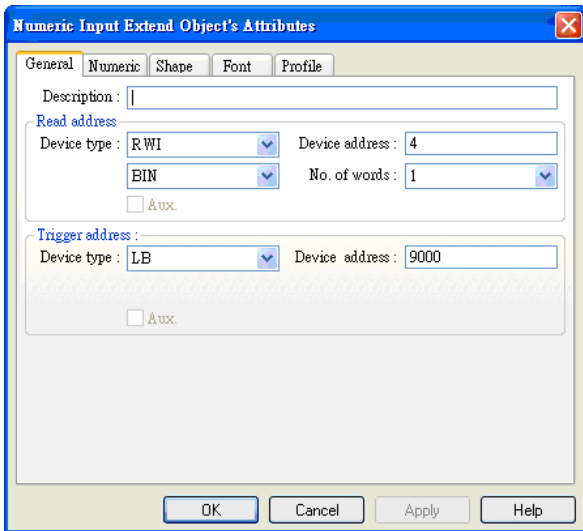 Numeric Input Extend Object's Attributes
General Numeric Shape Font Profile
Description :
Read address
Device type : RWI Device address : 4
BIN No. of words : 1
Aux.
Trigger address :
Device type : LB Device address : 9000
Aux.
OK Cancel Apply Help